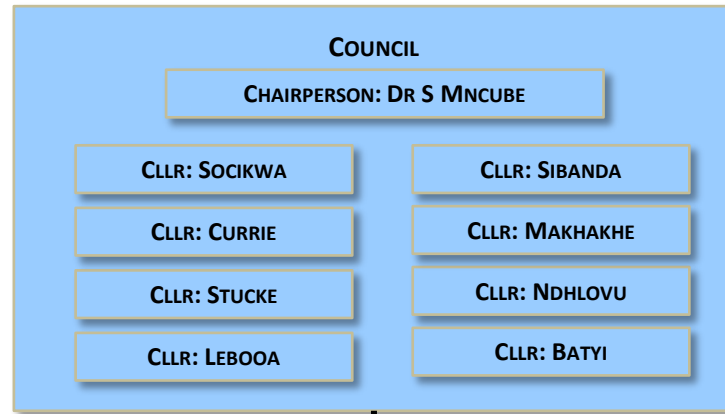 COUNCIL
CHAIRPERSON: DR S MNCUBE
CLLR: SOCIKWA
CLLR: SIBANDA
CLLR: CURRIE
CLLR: MAKHAKHE
CLLR: STUCKE
CLLR: NDHLOVU
CLLR: LEBOOA
CLLR: BATYI